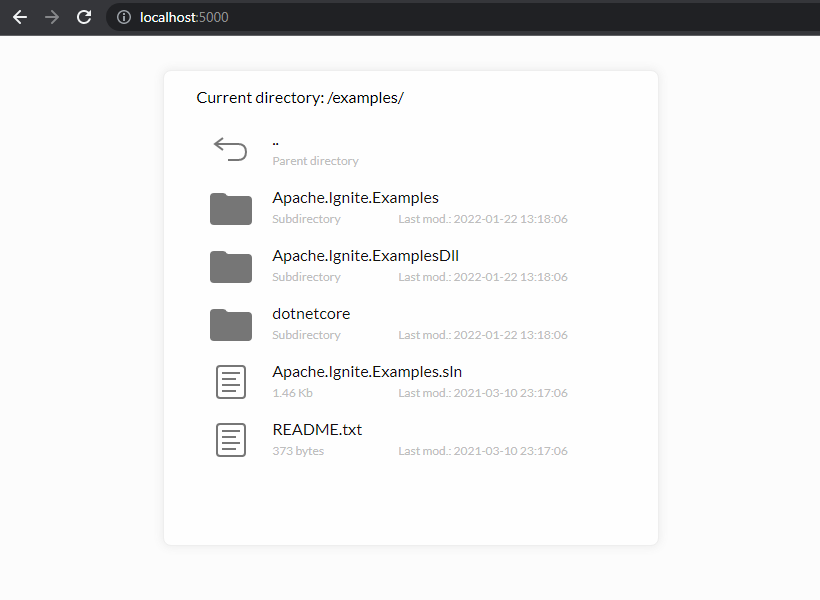 localhost:5000
Current directory: /examples/
..
Parent directory
Apache.Ignite.Examples
Subdirectory Last mod.: 2022-01-22 13:18:06
Apache.Ignite.ExamplesDll
Subdirectory Last mod.: 2022-01-22 13:18:06
dotnetcore
Subdirectory Last mod.: 2022-01-22 13:18:06
Apache.Ignite.Examples.sln
1.46 Kb Last mod.: 2021-03-10 23:17:06
README.txt
373 bytes Last mod.: 2021-03-10 23:17:06